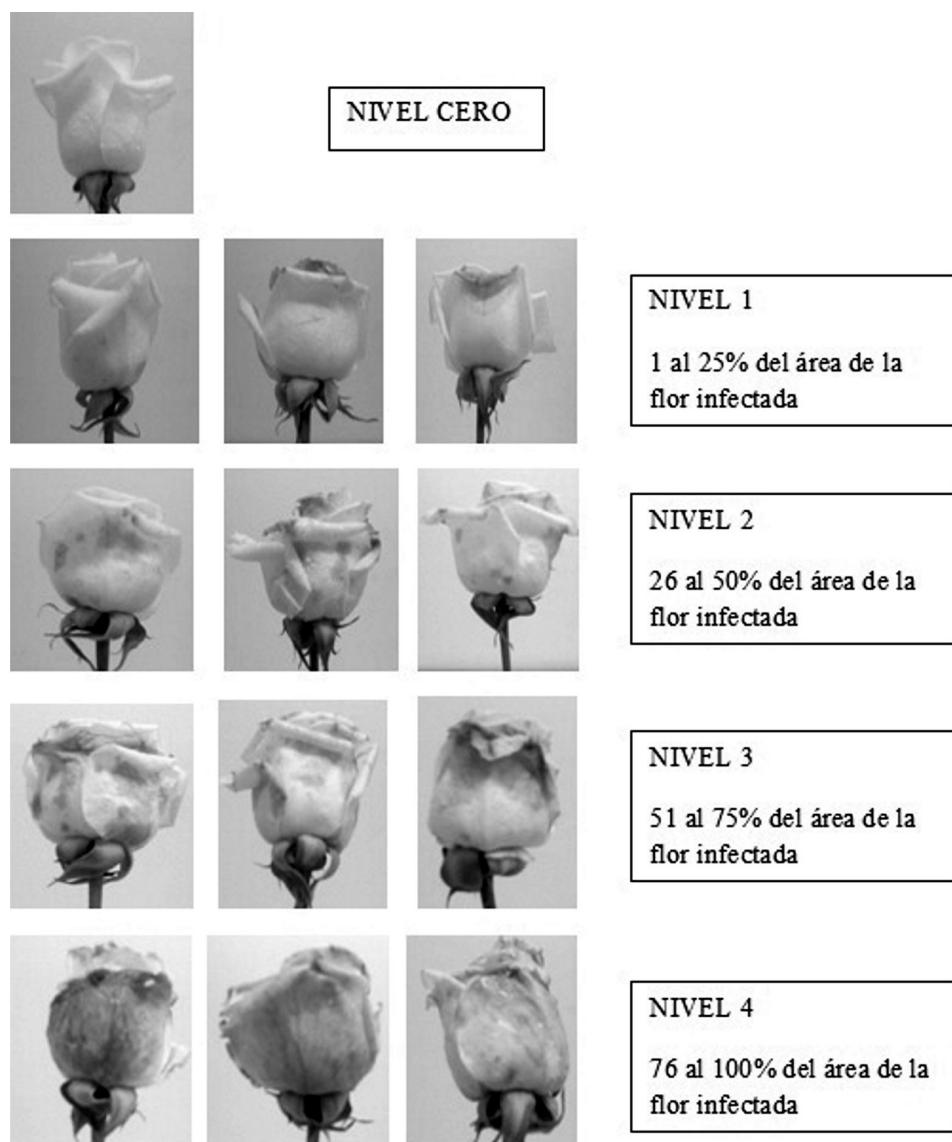 NIVEL CERO
NIVEL 1
1 al 25% del área de la
flor infectada
NIVEL 2
26 al 50% del área de la
flor infectada
NIVEL 3
51 al 75% del área de la
flor infectada
NIVEL 4
76 al 100% del área de la
flor infectada